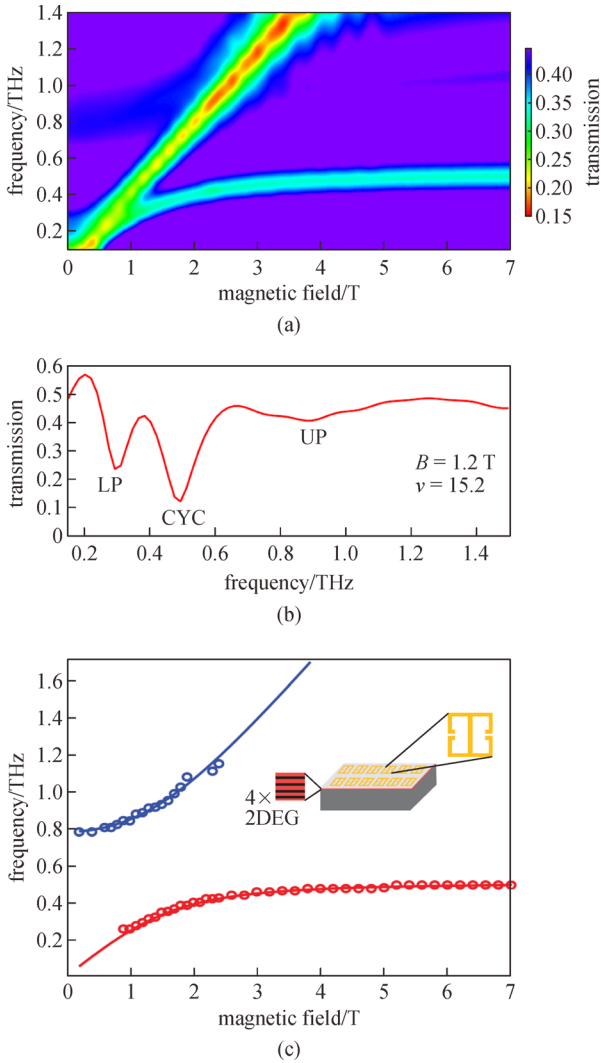 1.4
1.2
1.0
0.8
0.6
0.4
0.2
frequency/THz
0 1 2 3 4 5 6 7
magnetic field/T
0.40
0.35
0.30
0.25
0.20
0.15
transmission
(a)
0.6
0.5
0.4
0.3
0.2
0.1
0
transmission
LP
CYC
UP
B = 1.2 T
ν = 15.2
0.2 0.4 0.6 0.8 1.0 1.2 1.4
frequency/THz
(b)
1.6
1.4
1.2
1.0
0.8
0.6
0.4
0.2
frequency/THz
4×
2DEG
0 1 2 3 4 5 6 7
magnetic field/T
(c)